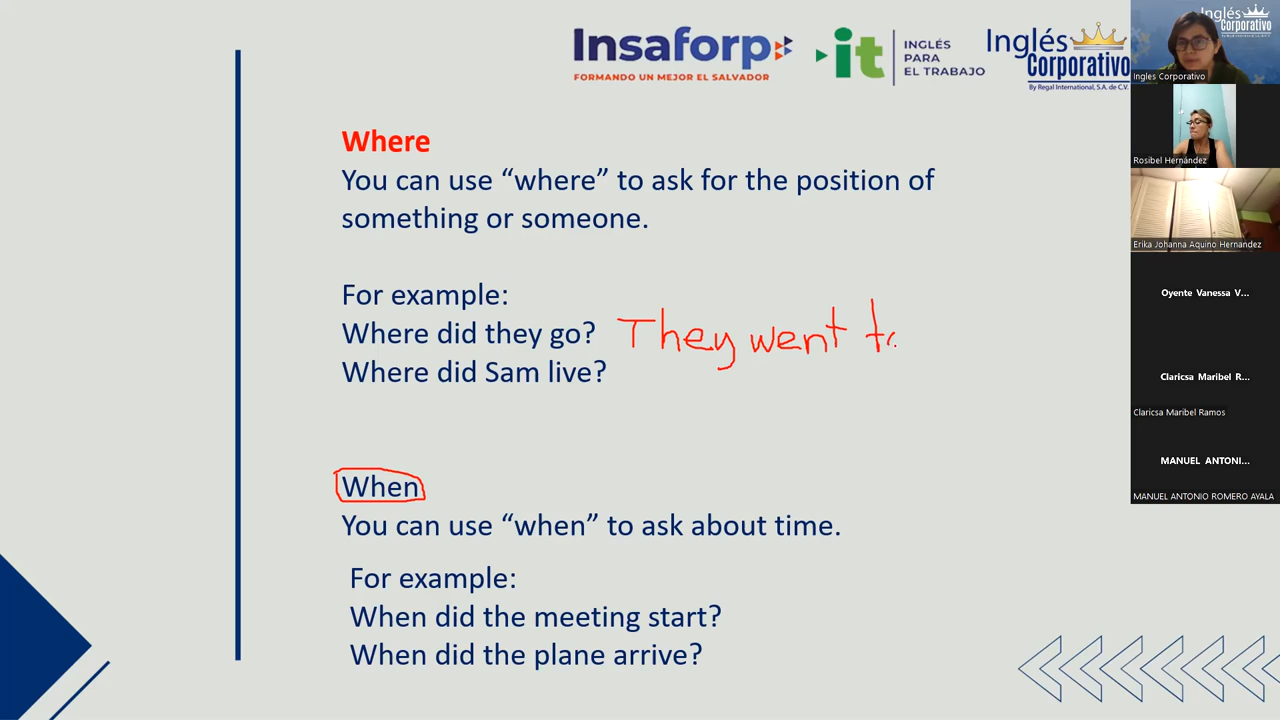 Insaforp
FORMANDO UN MEJOR EL SALVADOR
it
INGLÉS
PARA
EL TRABAJO
Inglés
Corporativo
By Regal International, S.A. de C.V.
Where
You can use “where” to ask for the position of
something or someone.
For example:
Where did they go? They went to
Where did Sam live?
When
You can use “when” to ask about time.
For example:
When did the meeting start?
When did the plane arrive?
Inglés
Corporativo
Ingles Corporativo
Rosibel Hernández
Erika Johanna Aquino Hernandez
Oyente Vanessa V...
Claricsa Maribel R...
Claricsa Maribel Ramos
MANUEL ANTONI...
MANUEL ANTONIO ROMERO AYALA